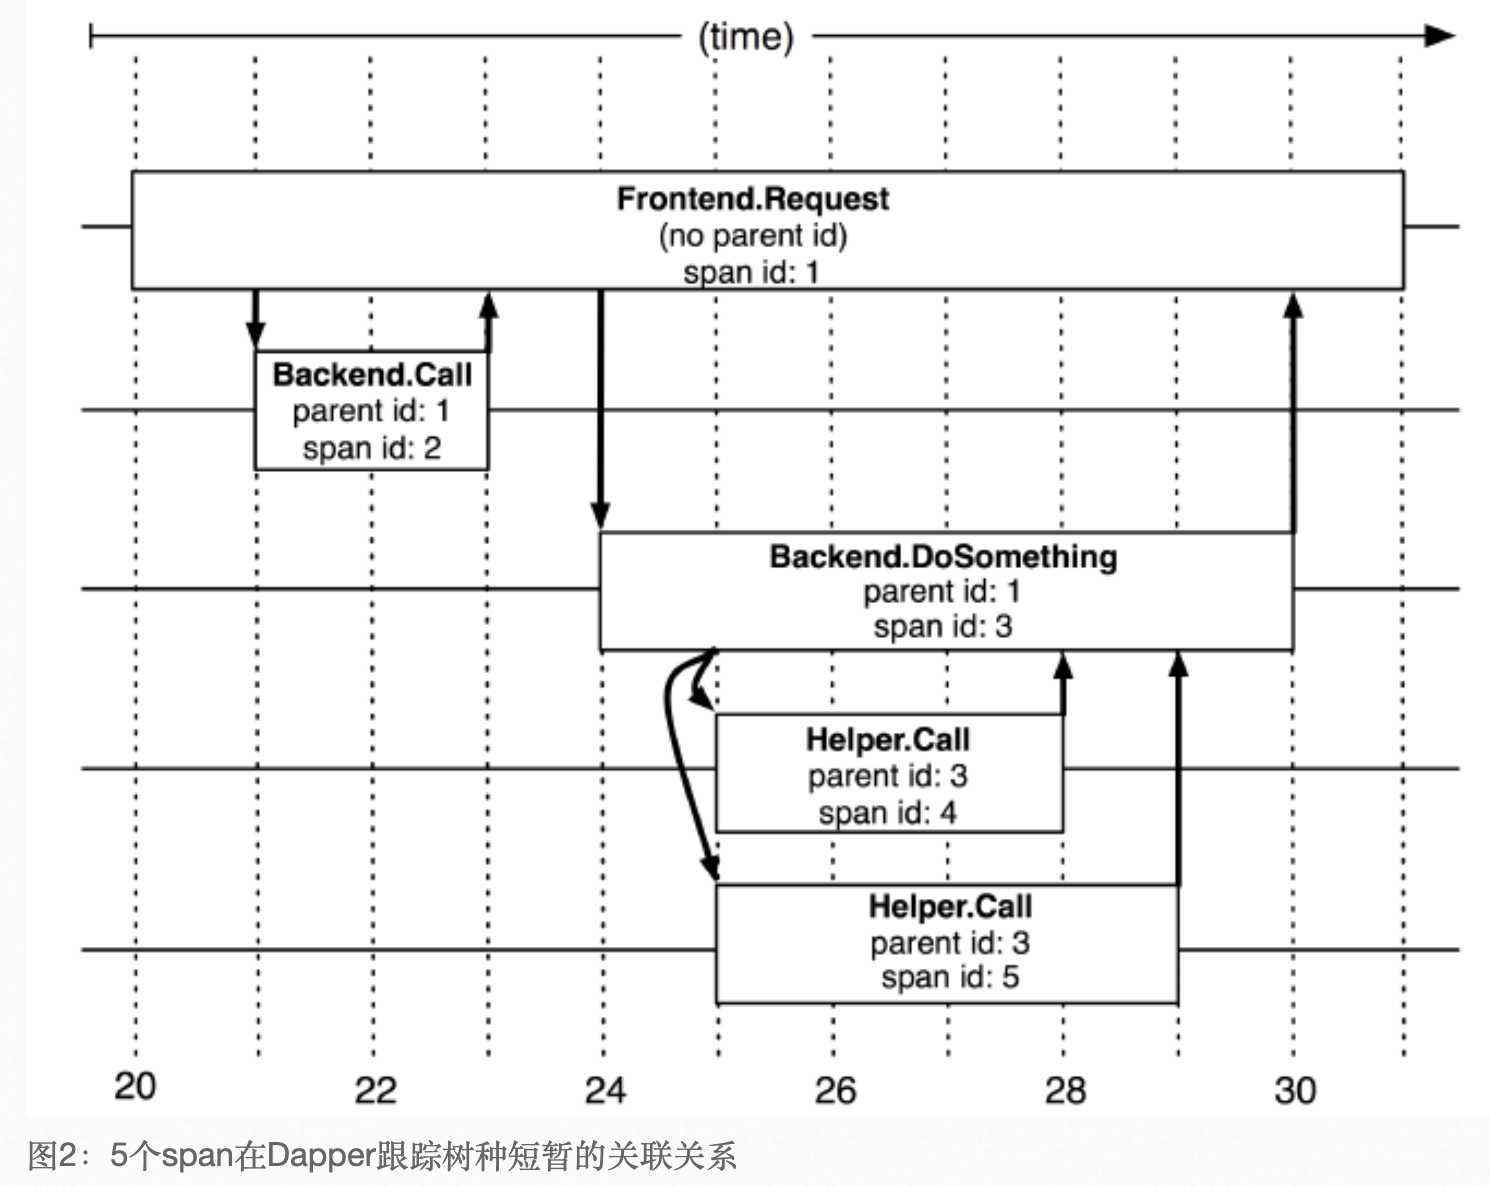 (time)
Frontend.Request
(no parent id)
span id: 1
Backend.Call
parent id: 1
span id: 2
Backend.DoSomething
parent id: 1
span id: 3
Helper.Call
parent id: 3
span id: 4
Helper.Call
parent id: 3
span id: 5
20 22 24 26 28 30
图2：5个span在Dapper跟踪树种短暂的关联关系